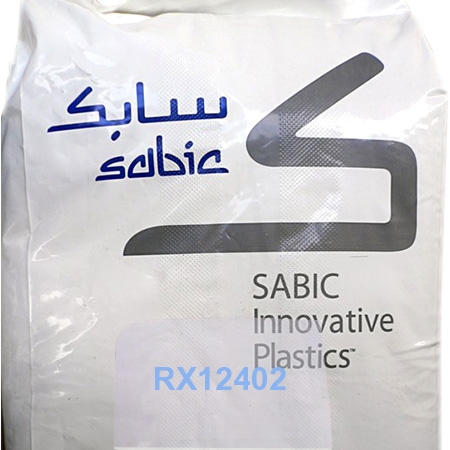 سابك
sabic
SABIC
Innovative
Plastics™
RX12402